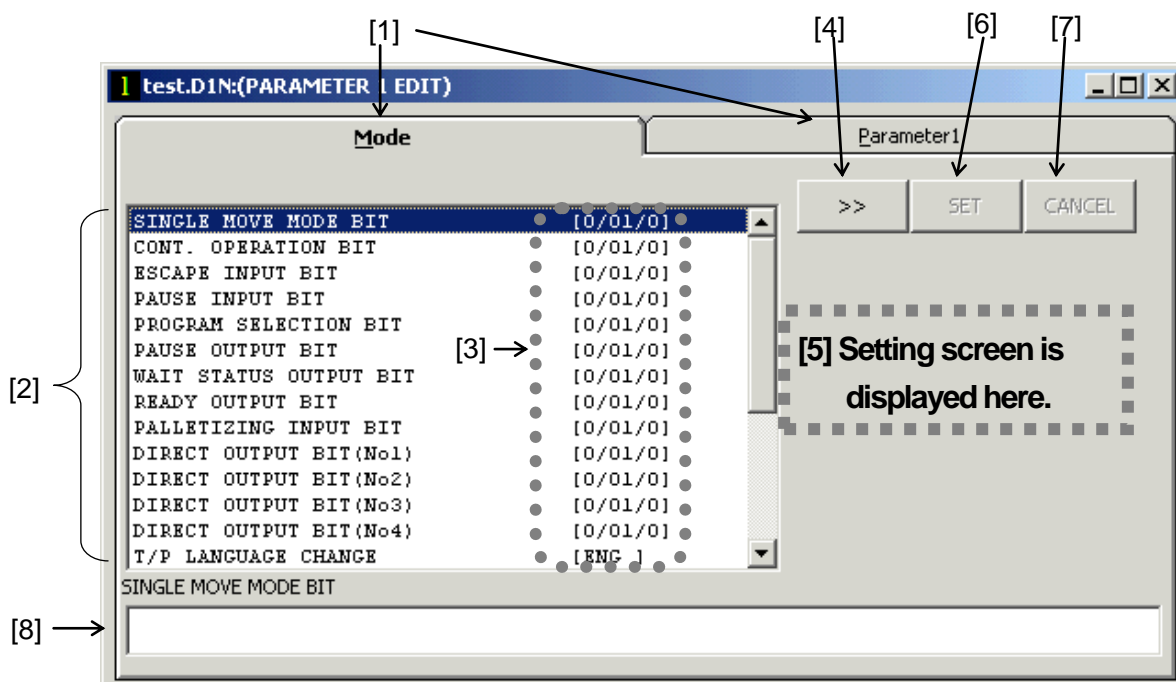 [1] [4] [6] [7]
test.D1N:(PARAMETER 1 EDIT)
Mode Parameter1
>> SET CANCEL
SINGLE MOVE MODE BIT [0/01/0]
CONT. OPERATION BIT [0/01/0]
ESCAPE INPUT BIT [0/01/0]
PAUSE INPUT BIT [0/01/0]
PROGRAM SELECTION BIT [0/01/0]
PAUSE OUTPUT BIT [0/01/0]
WAIT STATUS OUTPUT BIT [0/01/0]
READY OUTPUT BIT [0/01/0]
PALLETIZING INPUT BIT [0/01/0]
DIRECT OUTPUT BIT(No1) [0/01/0]
DIRECT OUTPUT BIT(No2) [0/01/0]
DIRECT OUTPUT BIT(No3) [0/01/0]
DIRECT OUTPUT BIT(No4) [0/01/0]
T/P LANGUAGE CHANGE [ENG ]
[2]
[3]
[5] Setting screen is
displayed here.
SINGLE MOVE MODE BIT
[8]